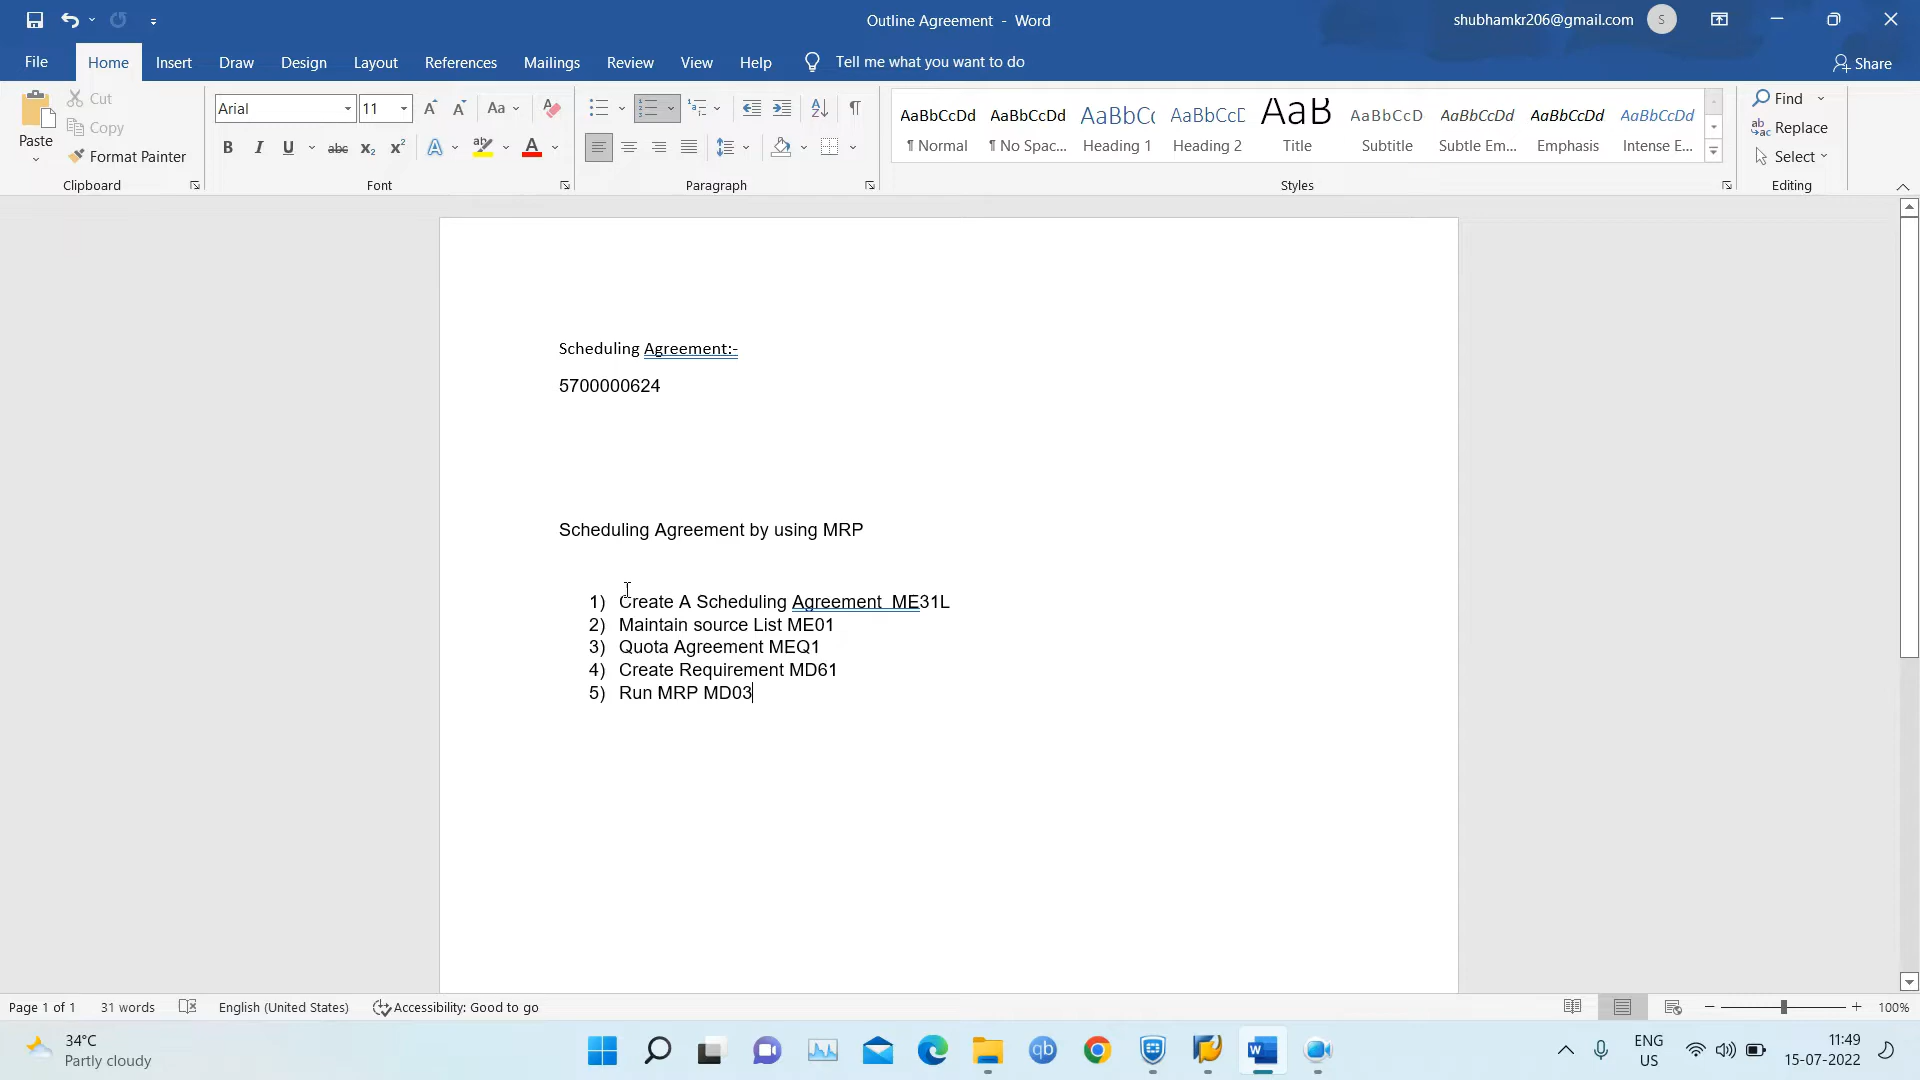 Outline Agreement - Word
shubhamkr206@gmail.com
S
File
Home
Insert
Draw
Design
Layout
References
Mailings
Review
View
Help
Tell me what you want to do
Share
Paste
Cut
Copy
Format Painter
Clipboard
Arial
11
Font
Paragraph
AaBbCcDd
¶ Normal
AaBbCcDd
¶ No Spac...
AaBbCc
Heading 1
AaBbCcC
Heading 2
AaB
Title
AaBbCcD
Subtitle
AaBbCcDd
Subtle Em...
AaBbCcDd
Emphasis
AaBbCcDd
Intense E...
Styles
Find
Replace
Select
Editing
Scheduling Agreement:-
5700000624
Scheduling Agreement by using MRP
1) Create A Scheduling Agreement  ME31L
2) Maintain source List ME01
3) Quota Agreement MEQ1
4) Create Requirement MD61
5) Run MRP MD03
Page 1 of 1
31 words
English (United States)
Accessibility: Good to go
100%
34°C
Partly cloudy
qb
ENG
US
11:49
15-07-2022